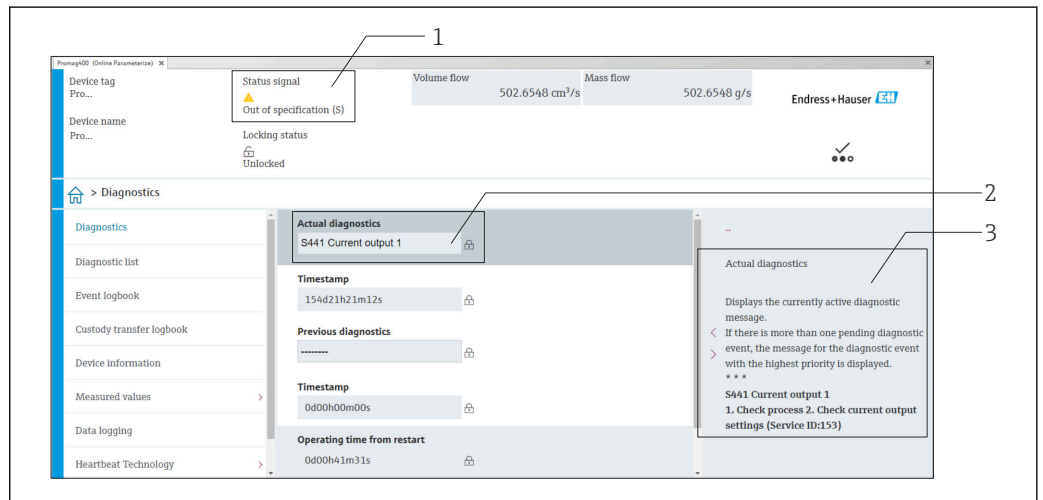 1
Promag400 (Online Parameterize) ×
Device tag
Pro...
Device name
Pro...
Status signal
Out of specification (S)
Locking status
Unlocked
Volume flow
502.6548 cm³/s
Mass flow
502.6548 g/s
Endress+Hauser EH
> Diagnostics
2
3
Diagnostics
Diagnostic list
Event logbook
Custody transfer logbook
Device information
Measured values >
Data logging
Heartbeat Technology >
Actual diagnostics
S441 Current output 1
Timestamp
154d21h21m12s
Previous diagnostics
--------
Timestamp
0d00h00m00s
Operating time from restart
0d00h41m31s
..
Actual diagnostics
Displays the currently active diagnostic
message.
If there is more than one pending diagnostic
event, the message for the diagnostic event
with the highest priority is displayed.
* * *
S441 Current output 1
1. Check process 2. Check current output
settings (Service ID:153)